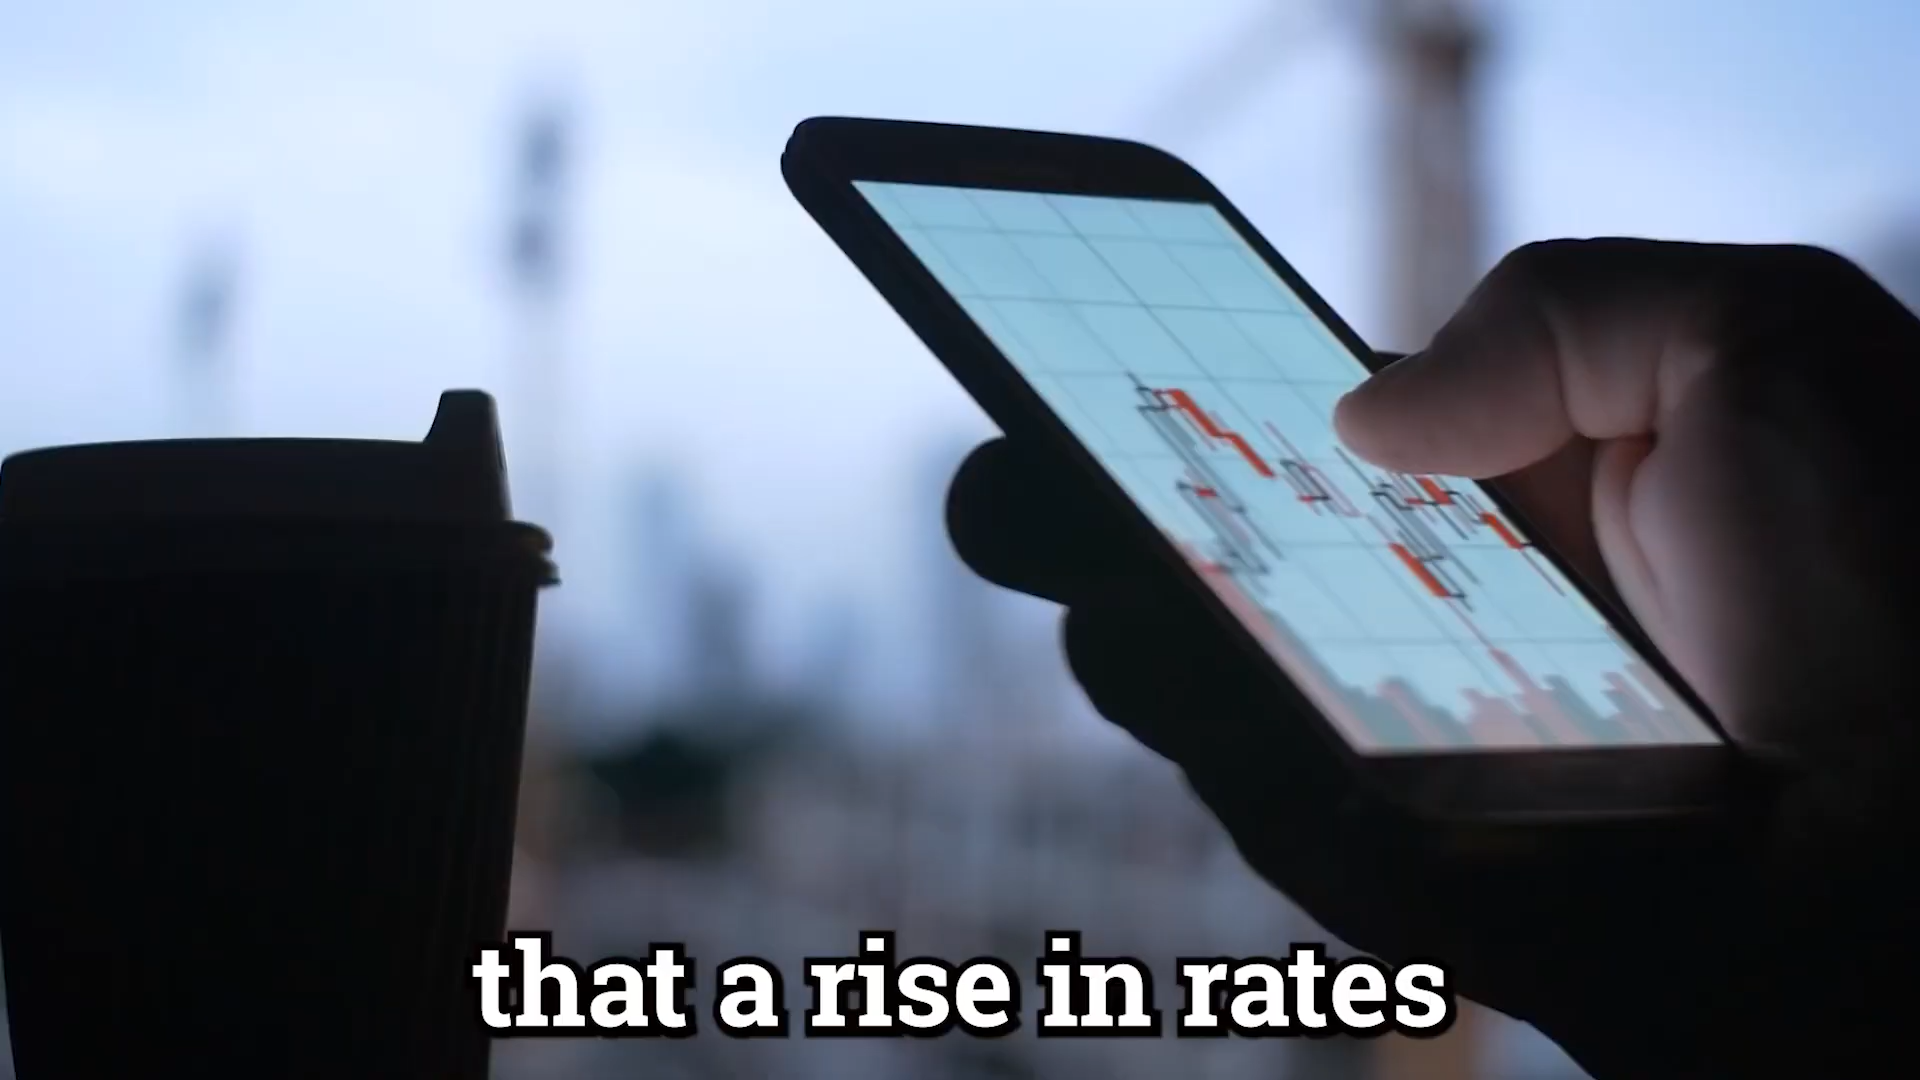 that a rise in rates